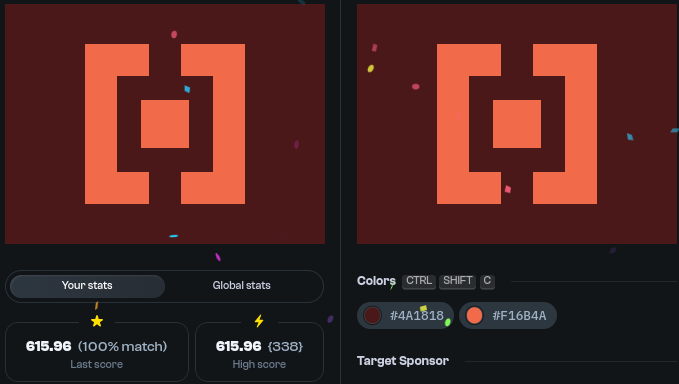 Your stats
Global stats
615.96 (100% match)
Last score
615.96 {338}
High score
Colors CTRL SHIFT C
#4A1818 #F16B4A
Target Sponsor